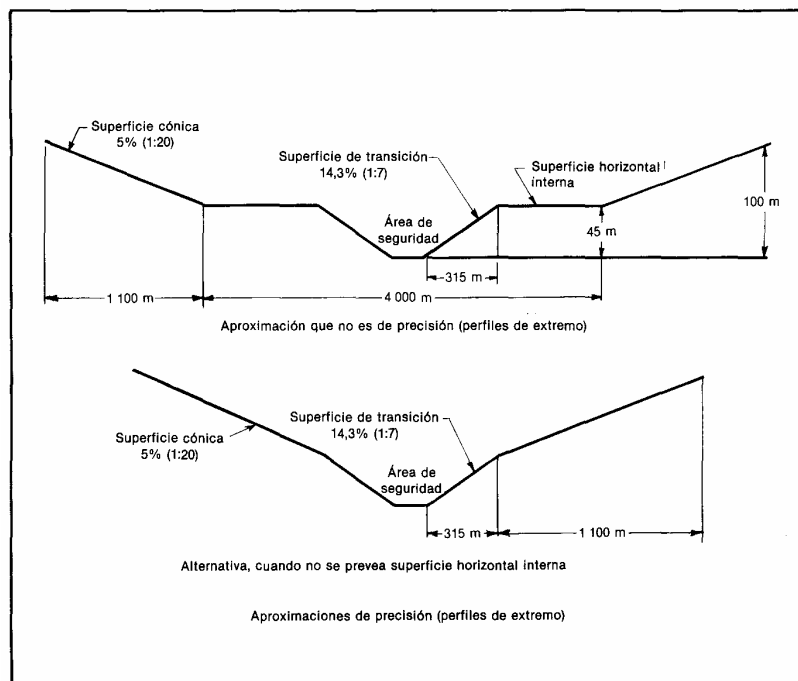 Superficie cónica
5% (1:20)
Superficie de transición
14,3% (1:7)
Superficie horizontal
interna
Área de
seguridad
100 m
45 m
315 m
1 100 m
4 000 m
Aproximación que no es de precisión (perfiles de extremo)
Superficie cónica
5% (1:20)
Superficie de transición
14,3% (1:7)
Área de
seguridad
315 m
1 100 m
Alternativa, cuando no se prevea superficie horizontal interna
Aproximaciones de precisión (perfiles de extremo)